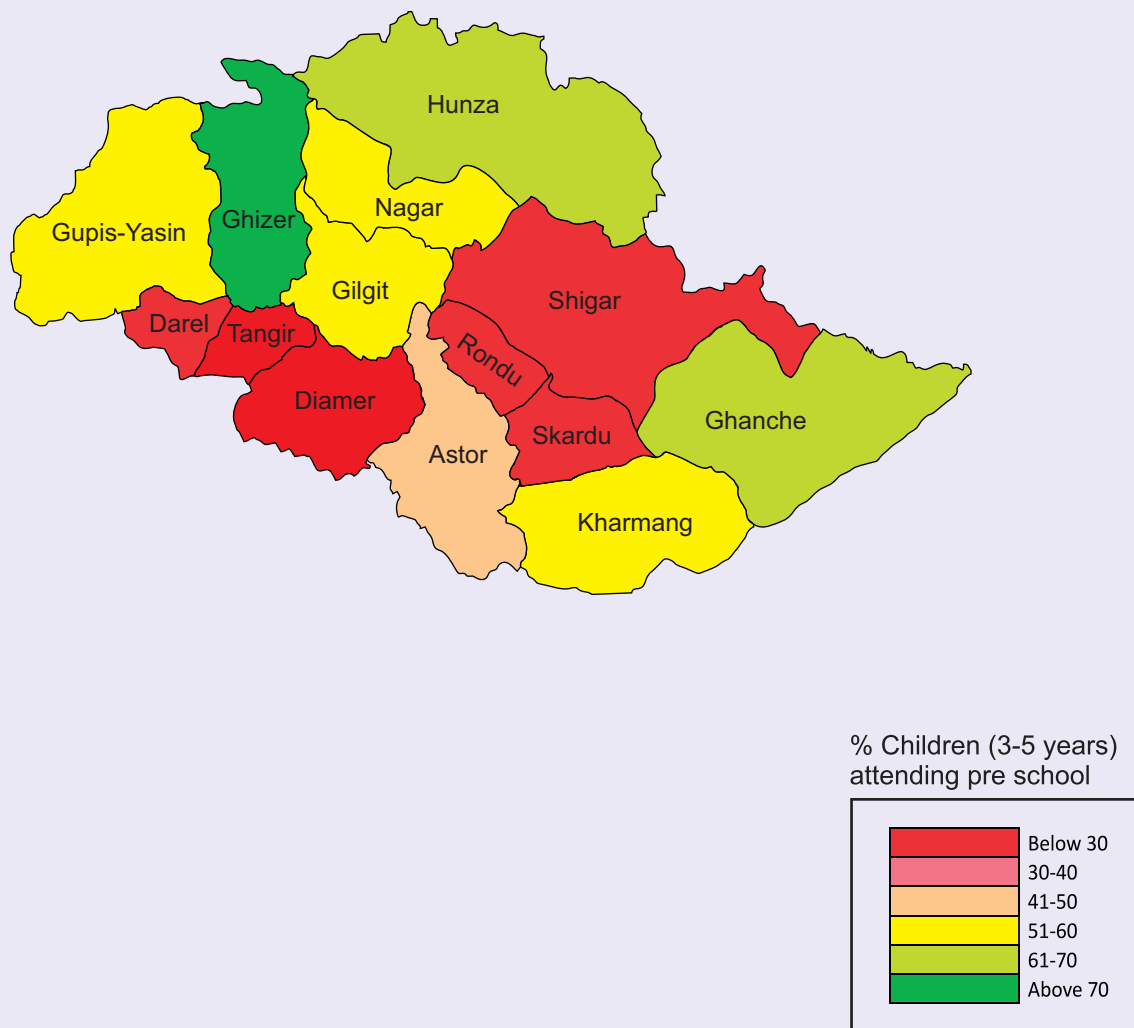 Hunza
Nagar
Ghizer
Gupis-Yasin
Gilgit
Shigar
Darel
Tangir
Rondu
Diamer
Ghanche
Skardu
Astor
Kharmang
% Children (3-5 years)
attending pre school
Below 30
30-40
41-50
51-60
61-70
Above 70